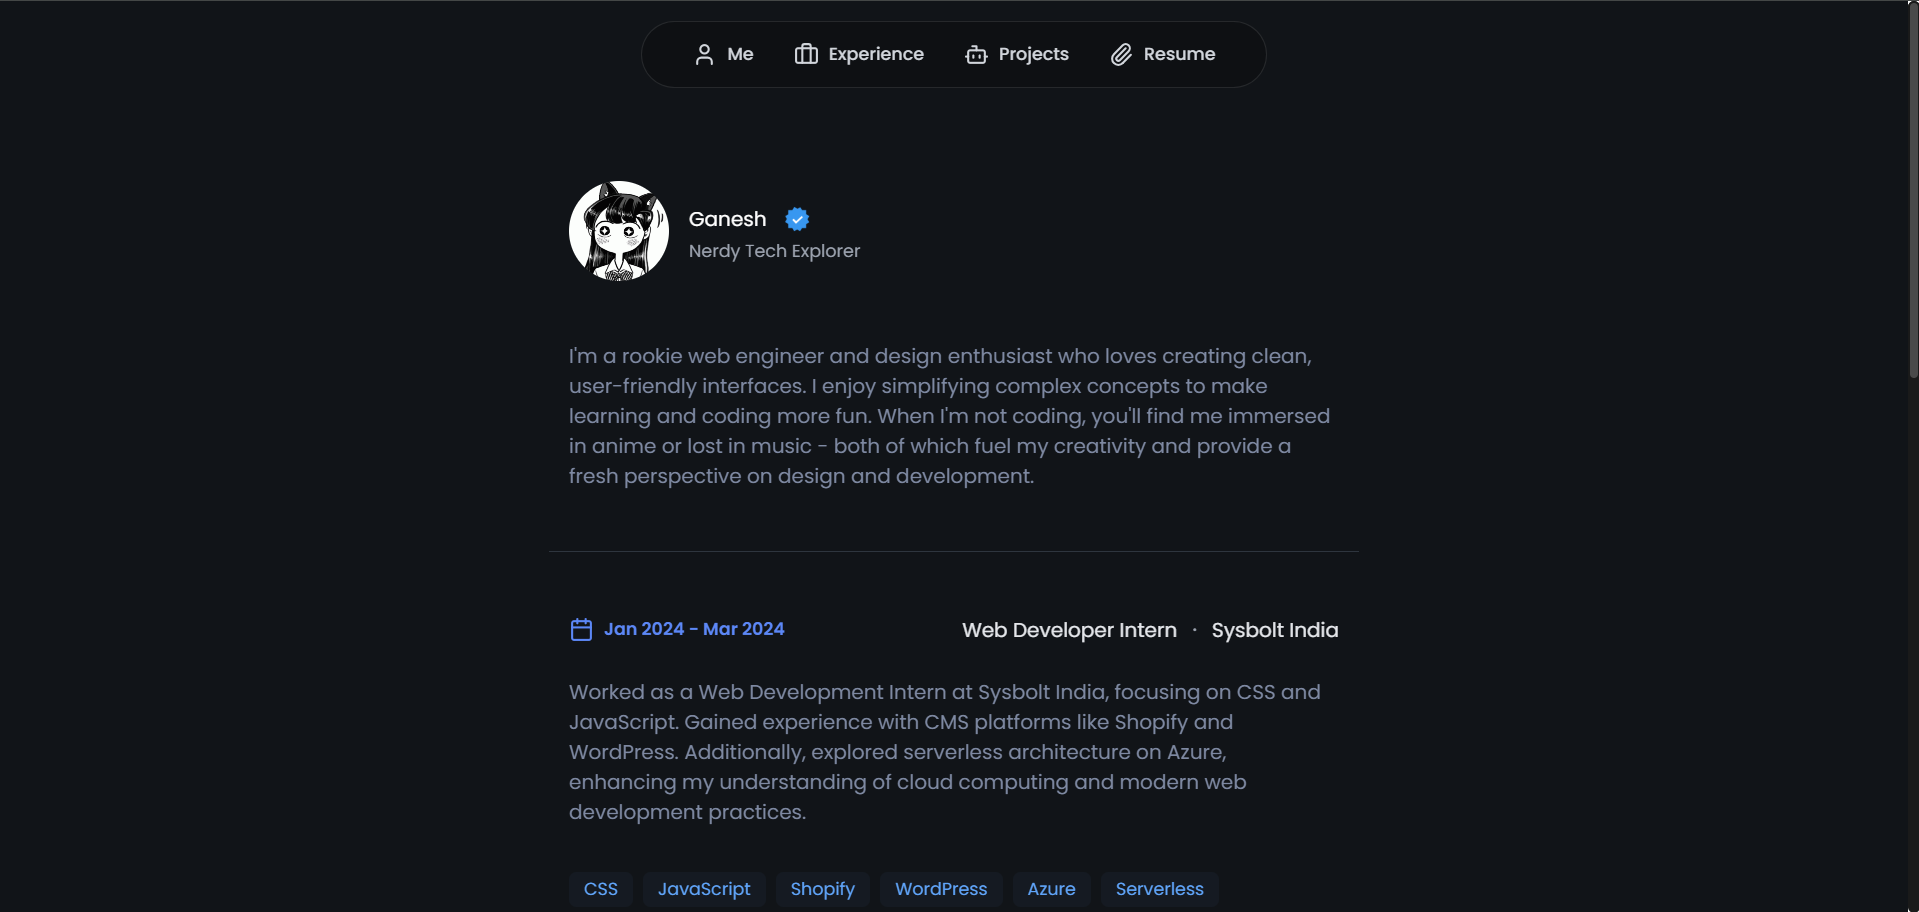 Me Experience Projects Resume
Ganesh
Nerdy Tech Explorer
I'm a rookie web engineer and design enthusiast who loves creating clean,
user-friendly interfaces. I enjoy simplifying complex concepts to make
learning and coding more fun. When I'm not coding, you'll find me immersed
in anime or lost in music - both of which fuel my creativity and provide a
fresh perspective on design and development.
Jan 2024 - Mar 2024 Web Developer Intern · Sysbolt India
Worked as a Web Development Intern at Sysbolt India, focusing on CSS and
JavaScript. Gained experience with CMS platforms like Shopify and
WordPress. Additionally, explored serverless architecture on Azure,
enhancing my understanding of cloud computing and modern web
development practices.
CSS JavaScript Shopify WordPress Azure Serverless